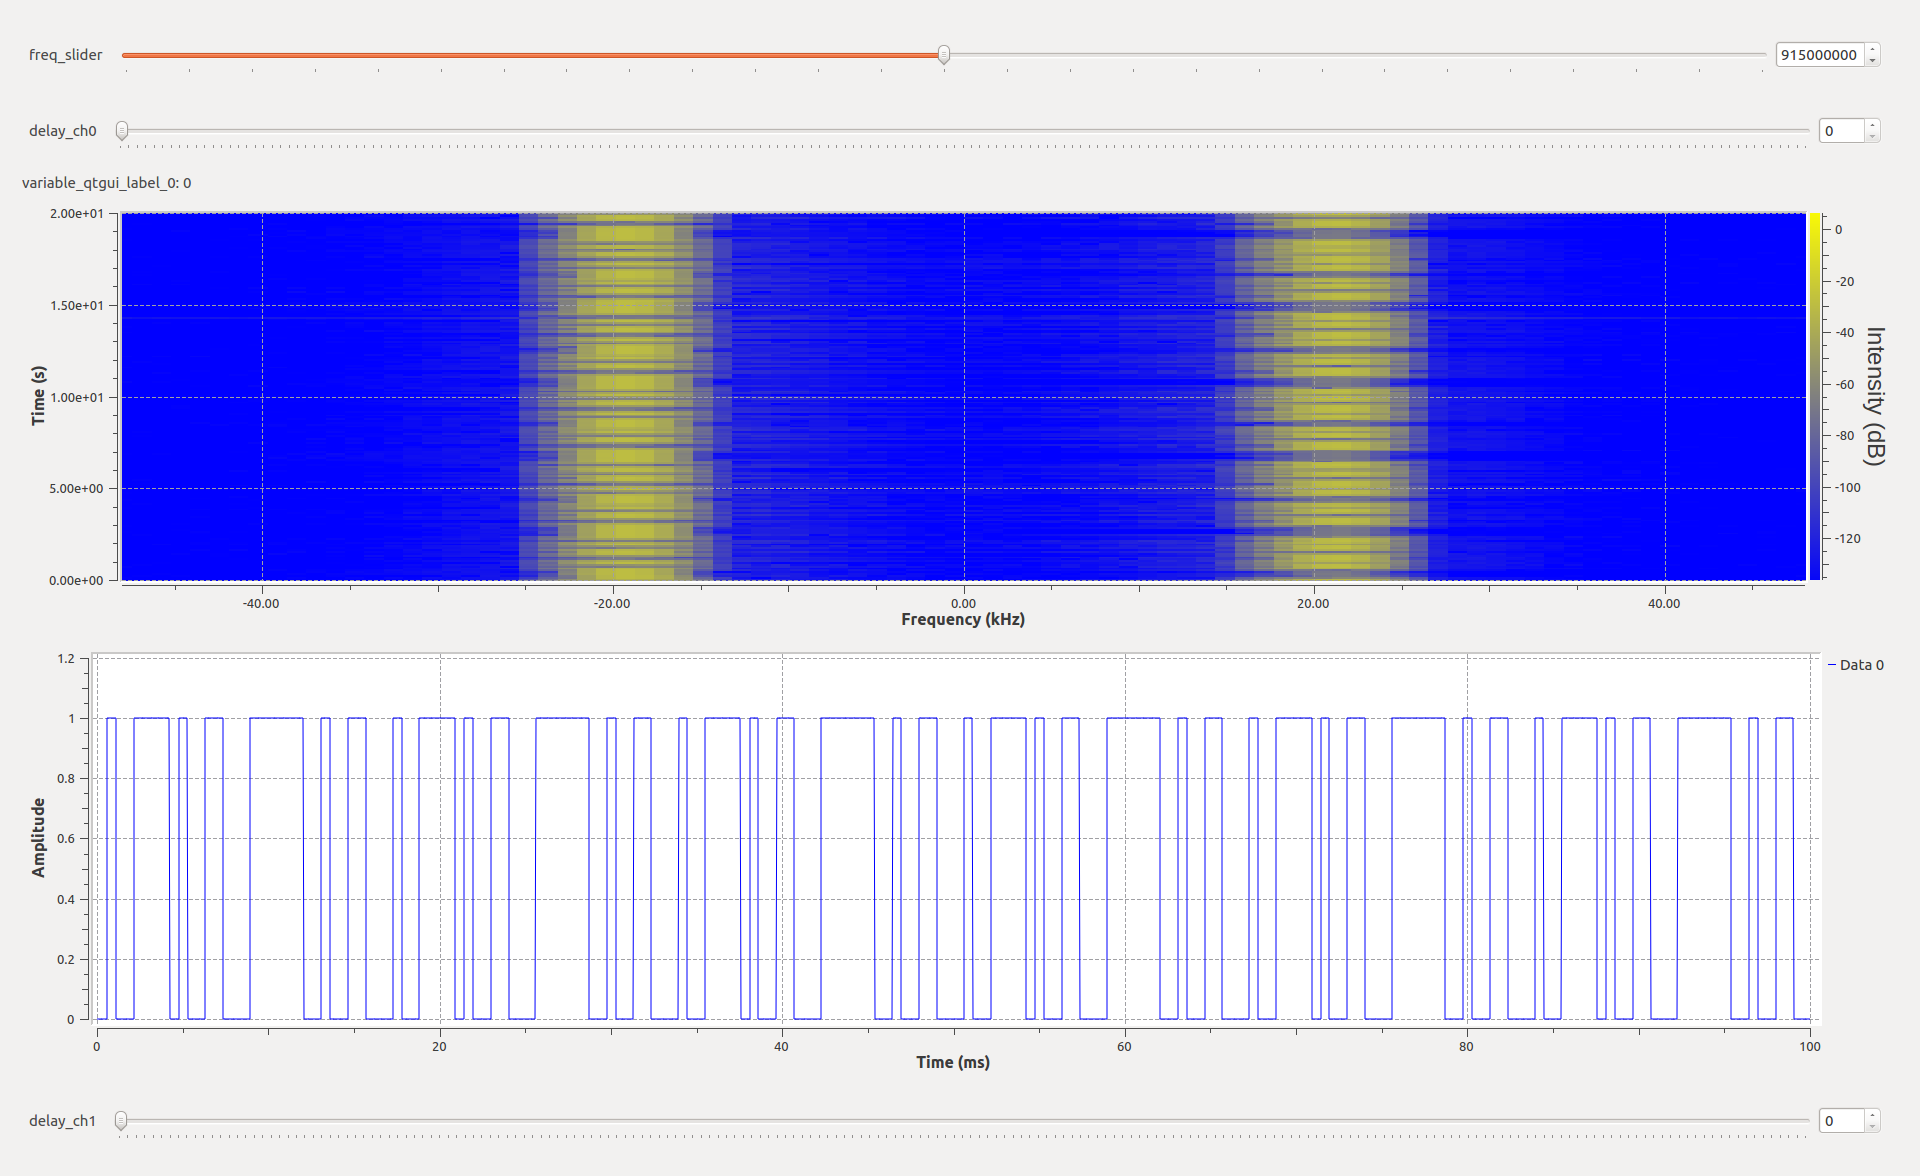 freq_slider 915000000
delay_ch0 0
variable_qtgui_label_0: 0
2.00e+01
1.50e+01
1.00e+01
5.00e+00
0.00e+00
Time (s)
-40.00 -20.00 0.00 20.00 40.00
Frequency (kHz)
0
-20
-40
-60
-80
-100
-120
Intensity (dB)
1.2
1
0.8
0.6
0.4
0.2
0
Amplitude
0 20 40 60 80 100
Time (ms)
Data 0
delay_ch1 0